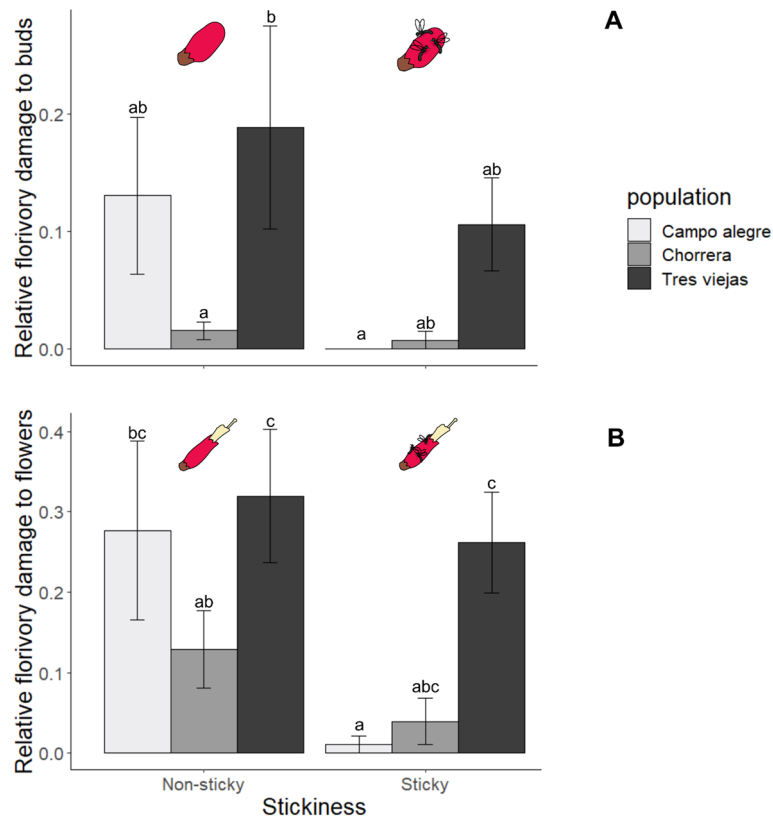 A
Relative florivory damage to buds
0.2
0.1
0.0
ab
a
b
a
ab
ab
population
Campo alegre
Chorrera
Tres viejas
B
Relative florivory damage to flowers
0.4
0.3
0.2
0.1
0.0
bc
ab
c
a
abc
c
Non-sticky
Sticky
Stickiness